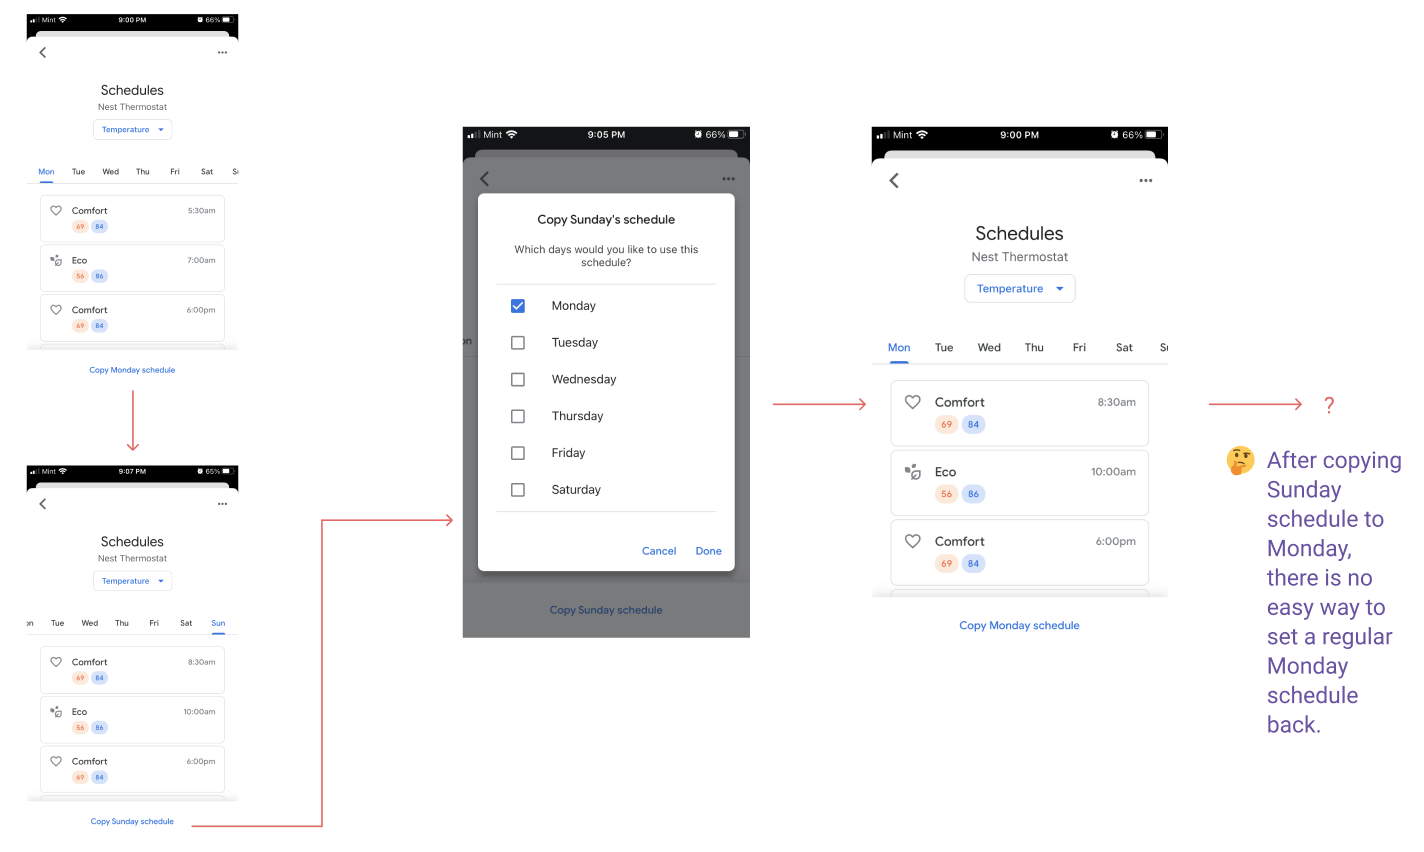 Mint 9:00 PM 66%
Schedules
Nest Thermostat
Temperature
Mon Tue Wed Thu Fri Sat S
Comfort 5:30am
69 84
Eco 7:00am
56 86
Comfort 6:00pm
69 84
Copy Monday schedule
Mint 9:07 PM 65%
Schedules
Nest Thermostat
Temperature
on Tue Wed Thu Fri Sat Sun
Comfort 8:30am
69 84
Eco 10:00am
56 86
Comfort 6:00pm
69 84
Copy Sunday schedule
Mint 9:05 PM 66%
Copy Sunday's schedule
Which days would you like to use this
schedule?
Monday
on
Tuesday
Wednesday
Thursday
Friday
Saturday
Cancel Done
Copy Sunday schedule
Mint 9:00 PM 66%
Schedules
Nest Thermostat
Temperature
Mon Tue Wed Thu Fri Sat S
Comfort 8:30am
69 84
Eco 10:00am
56 86
Comfort 6:00pm
69 84
Copy Monday schedule
?
After copying
Sunday
schedule to
Monday,
there is no
easy way to
set a regular
Monday
schedule
back.